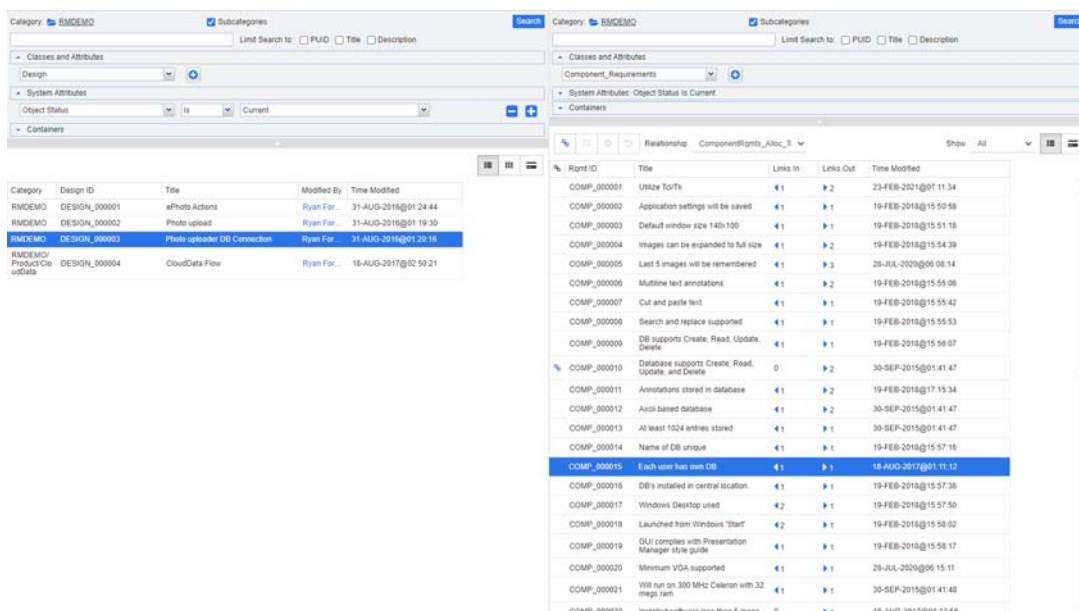 Category: RMDEMO Subcategories Search
Limit Search to: PUID Title Description
Classes and Attributes
Design
System Attributes
Object Status Is Current
Containers
Category Design ID Title Modified By Time Modified
RMDEMO DESIGN_000001 ePhoto Actions Ryan For... 31-AUG-2016@01:24:44
RMDEMO DESIGN_000002 Photo upload Ryan For... 31-AUG-2016@01:19:30
RMDEMO DESIGN_000003 Photo uploader DB Connection Ryan For... 31-AUG-2016@01:29:16
RMDEMO/
Product/Clo
udData
DESIGN_000004 CloudData Flow Ryan For... 18-AUG-2017@02:50:21
Category: RMDEMO Subcategories Search
Limit Search to: PUID Title Description
Classes and Attributes
Component_Requirements
System Attributes: Object Status Is Current
Containers
Relationship ComponentRqmts_Alloc_Ti Show All
Rqmt ID Title Links In Links Out Time Modified
COMP_000001 Utilize Tcl/Tk 1 2 23-FEB-2021@07:11:34
COMP_000002 Application settings will be saved 1 1 19-FEB-2018@15:50:58
COMP_000003 Default window size 140x100 1 1 19-FEB-2018@15:51:18
COMP_000004 Images can be expanded to full size 1 2 19-FEB-2018@15:54:39
COMP_000005 Last 5 images will be remembered 1 3 28-JUL-2020@06:08:14
COMP_000006 Multiline text annotations 1 2 19-FEB-2018@15:55:06
COMP_000007 Cut and paste text 1 1 19-FEB-2018@15:55:42
COMP_000008 Search and replace supported 1 1 19-FEB-2018@15:55:53
COMP_000009 DB supports Create, Read, Update,
Delete 1 1 19-FEB-2018@15:56:07
COMP_000010 Database supports Create, Read,
Update, and Delete 0 2 30-SEP-2015@01:41:47
COMP_000011 Annotations stored in database 1 2 19-FEB-2018@17:15:34
COMP_000012 Ascii based database 1 2 30-SEP-2015@01:41:47
COMP_000013 At least 1024 entries stored 1 1 30-SEP-2015@01:41:47
COMP_000014 Name of DB unique 1 1 19-FEB-2018@15:57:16
COMP_000015 Each user has own DB 1 1 18-AUG-2017@01:11:12
COMP_000016 DB's installed in central location. 1 1 19-FEB-2018@15:57:36
COMP_000017 Windows Desktop used 2 1 19-FEB-2018@15:57:50
COMP_000018 Launched from Windows 'Start' 2 1 19-FEB-2018@15:58:02
COMP_000019 GUI complies with Presentation
Manager style guide 1 1 19-FEB-2018@15:58:17
COMP_000020 Minimum VGA supported 1 1 28-JUL-2020@06:15:11
COMP_000021 Will run on 300 MHz Celeron with 32
megs ram 1 1 30-SEP-2015@01:41:48